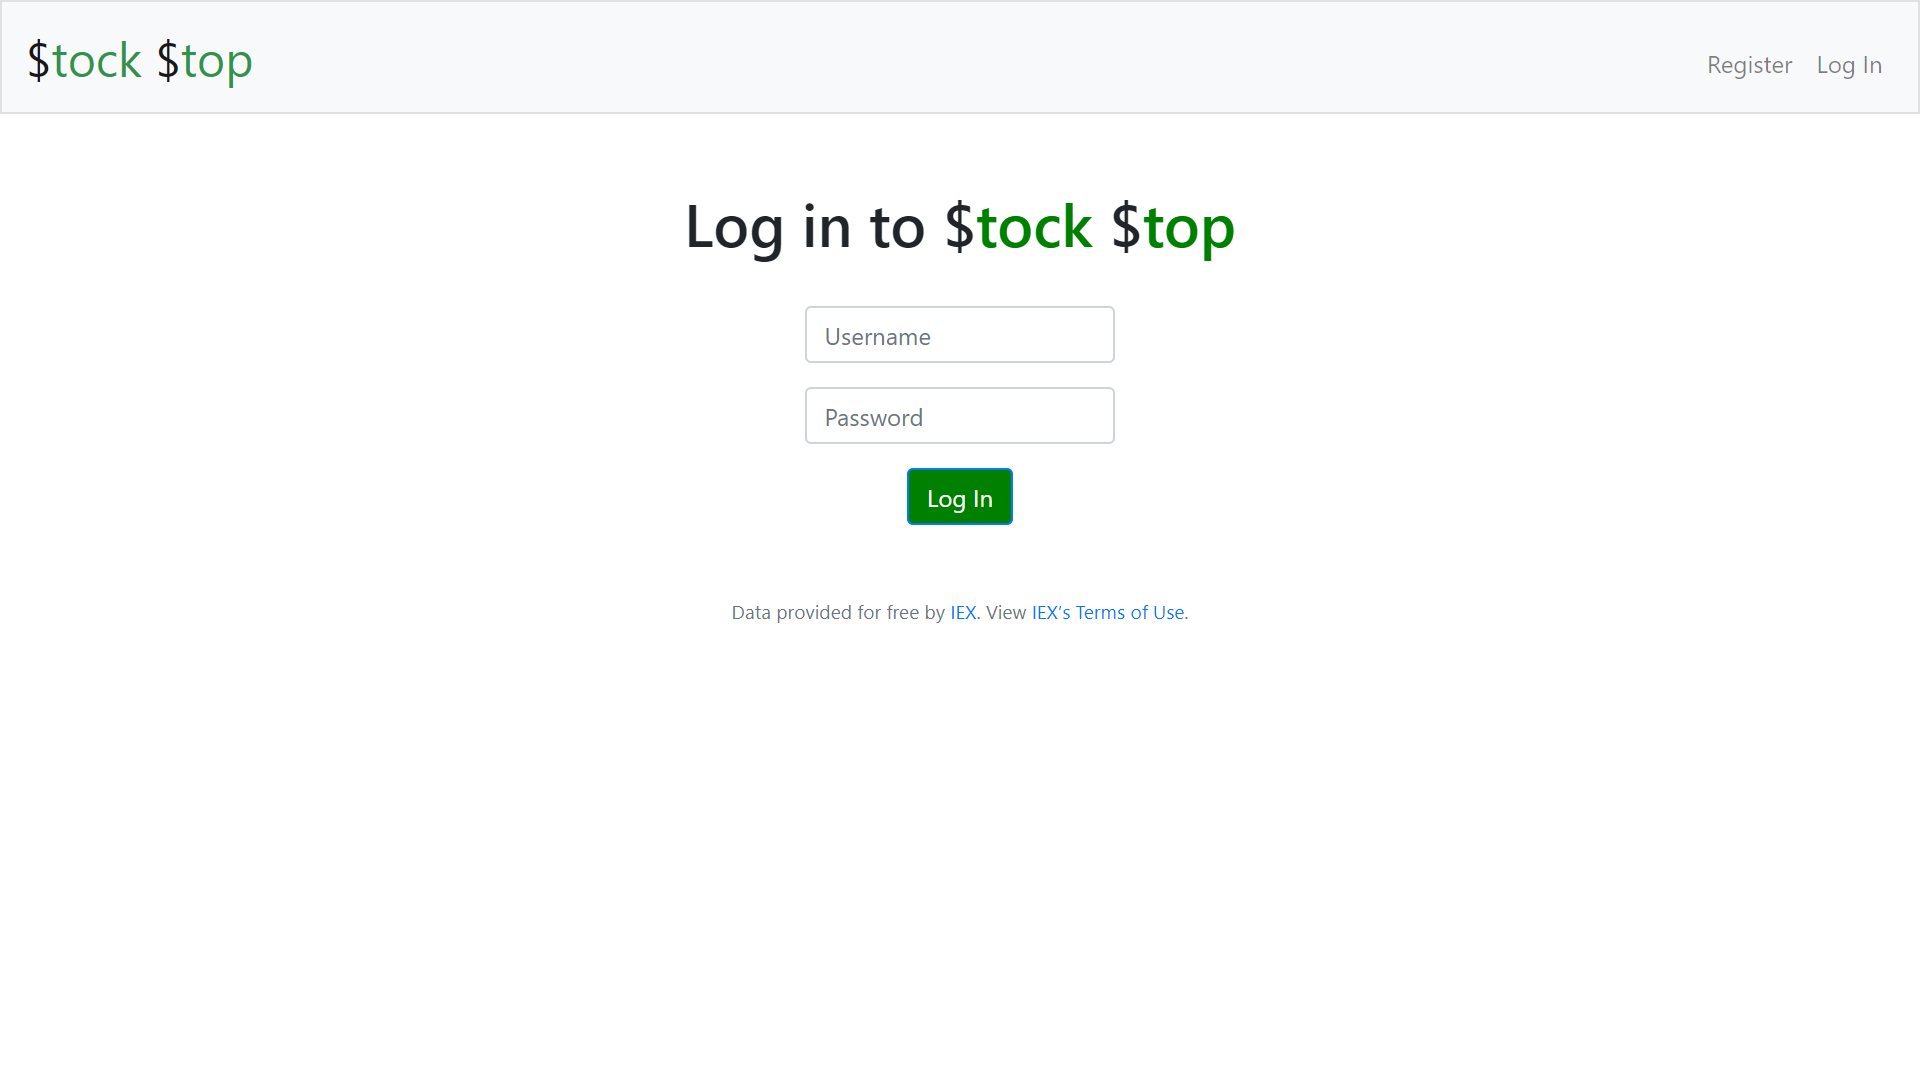 $tock $top
Register Log In
Log in to $tock $top
Username
Password
Log In
Data provided for free by IEX. View IEX's Terms of Use.